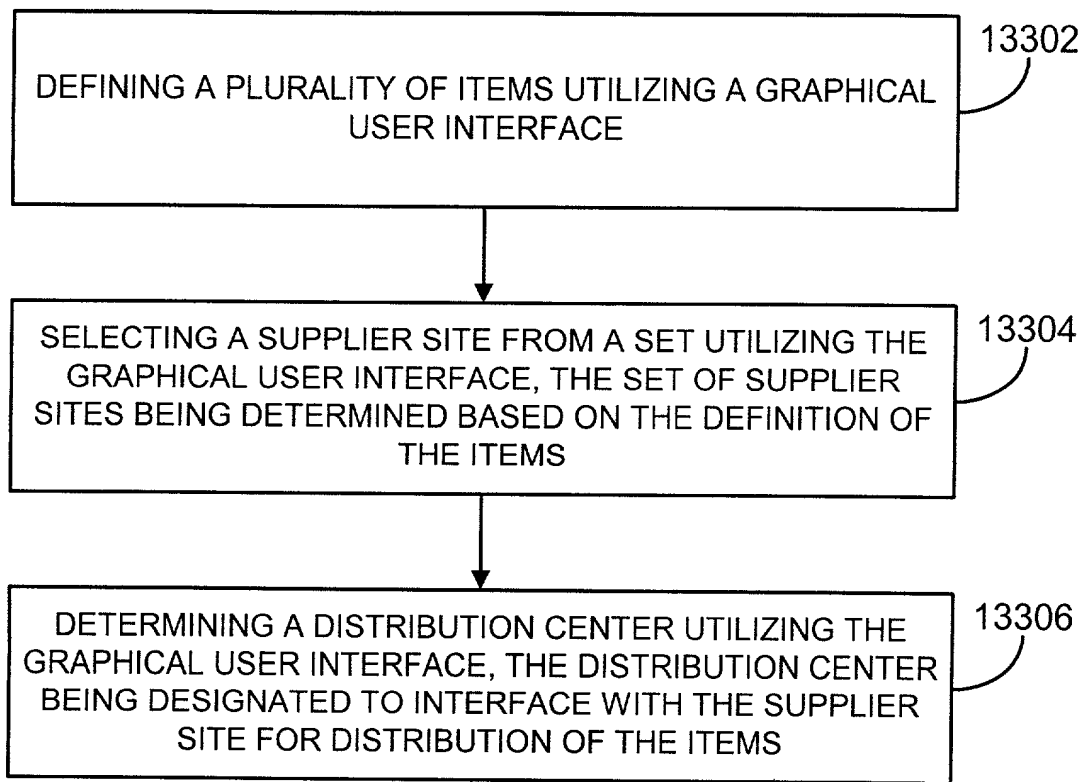 13302
DEFINING A PLURALITY OF ITEMS UTILIZING A GRAPHICAL
USER INTERFACE
13304
SELECTING A SUPPLIER SITE FROM A SET UTILIZING THE
GRAPHICAL USER INTERFACE, THE SET OF SUPPLIER
SITES BEING DETERMINED BASED ON THE DEFINITION OF
THE ITEMS
13306
DETERMINING A DISTRIBUTION CENTER UTILIZING THE
GRAPHICAL USER INTERFACE, THE DISTRIBUTION CENTER
BEING DESIGNATED TO INTERFACE WITH THE SUPPLIER
SITE FOR DISTRIBUTION OF THE ITEMS